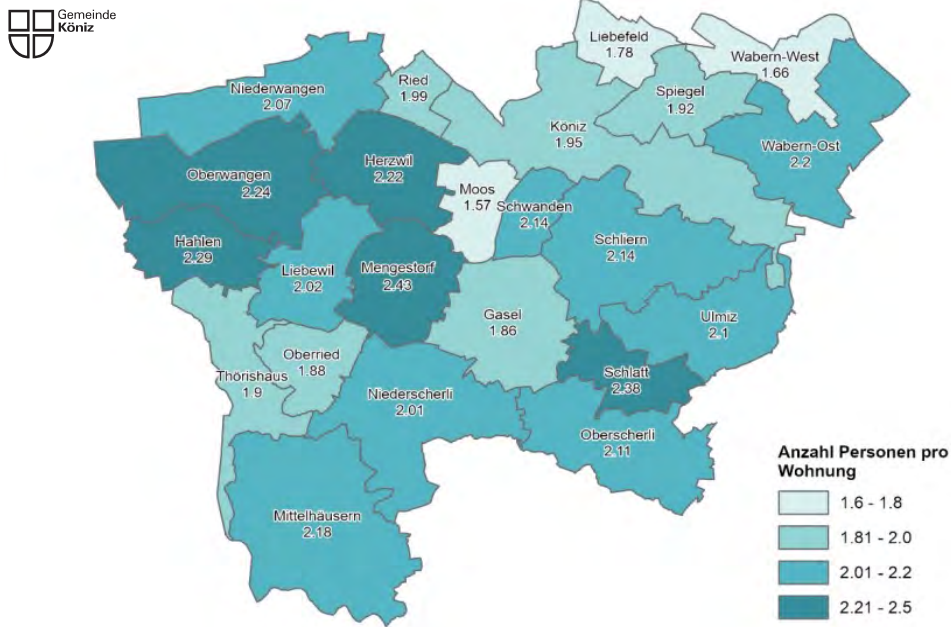 Gemeinde
Köniz
Liebefeld
1.78
Wabern-West
1.66
Ried
1.99
Niederwangen
2.07
Spiegel
1.92
Köniz
1.95
Wabern-Ost
2.2
Herzwil
2.22
Oberwangen
2.24
Moos
1.57
Schwanden
2.14
Hahlen
2.29
Schliern
2.14
Liebewil
2.02
Mengestorf
2.43
Gasel
1.86
Ulmiz
2.1
Oberried
1.88
Thörishaus
1.9
Schlatt
2.38
Niederscherli
2.01
Oberscherli
2.11
Mittelhäusern
2.18
Anzahl Personen pro
Wohnung
1.6 - 1.8
1.81 - 2.0
2.01 - 2.2
2.21 - 2.5